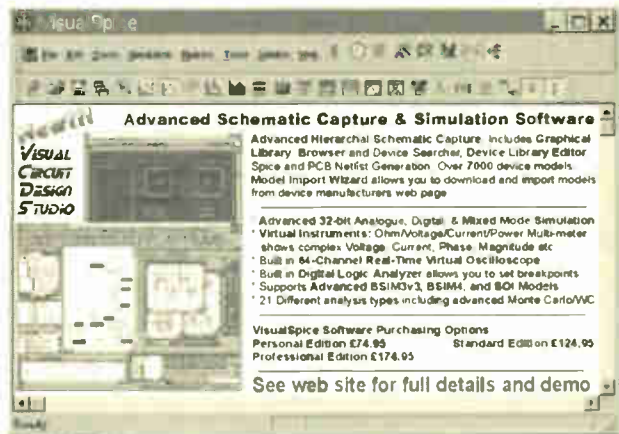 Visual Spice
Advanced Schematic Capture & Simulation Software
VISUAL
CIRCUIT
DESIGN
STUDIO
Advanced Hierarchal Schematic Capture. Includes Graphical
Library Browser and Device Searcher, Device Library Editor
Spice and PCB Netlist Generation. Over 7000 device models.
Model Import Wizard allows you to download and import models
from device manufacturers web page
Advanced 32-bit Analogue, Digital, & Mixed Mode Simulation
* Virtual Instruments: Ohm/Voltage/Current/Power Multi-meter
shows complex Voltage, Current, Phase, Magnitude etc
* Built in 64-Channel Real-Time Virtual Oscilloscope
* Built in Digital Logic Analyzer allows you to set breakpoints
* Supports Advanced BSIM3v3, BSIM4, and SOI Models
* 21 Different analysis types including advanced Monte Carlo/WC
VisualSpice Software Purchasing Options
Personal Edition £74.95 Standard Edition £124.95
Professional Edition £174.95
See web site for full details and demo
Ready